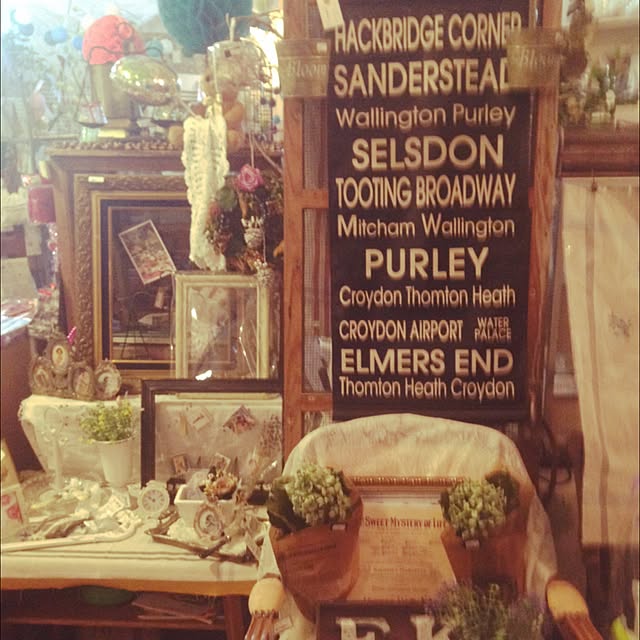 HACKBRIDGE CORNER
SANDERSTEAD
Wallington Purley
SELSDON
TOOTING BROADWAY
Mitcham Wallington
PURLEY
Croydon Thornton Heath
CROYDON AIRPORT WATER PALACE
ELMERS END
Thornton Heath Croydon
Bloom
Bloom
SWEET MYSTERY OF LIFE